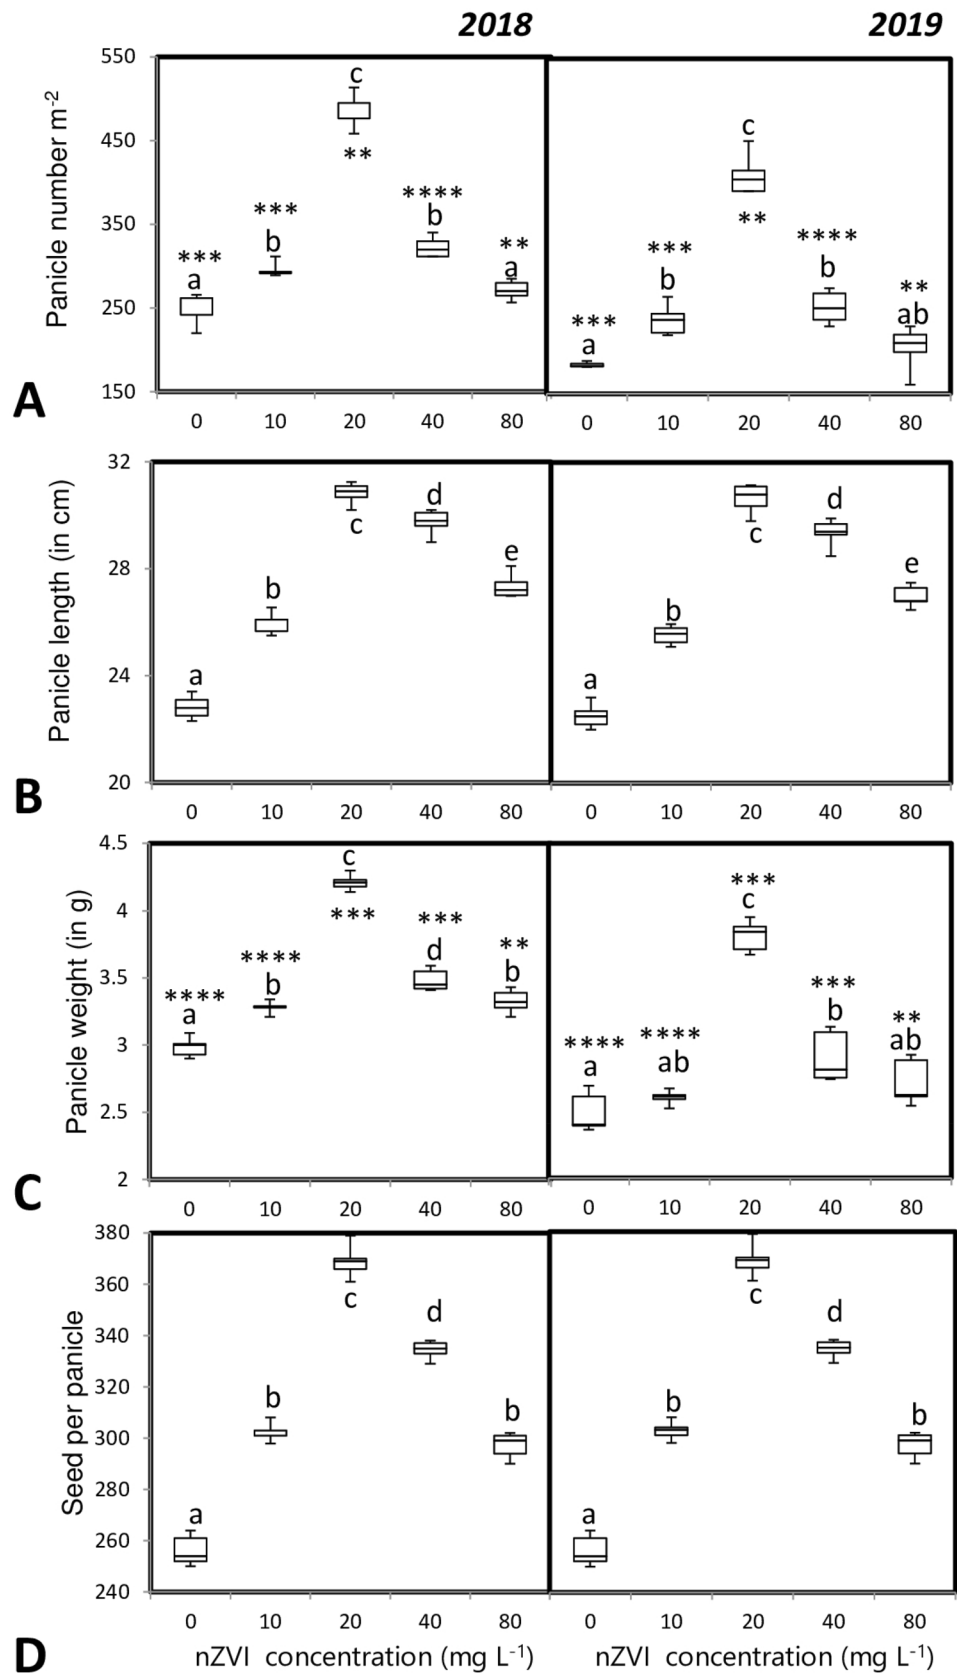 2018 2019
550
c
450
c
**
Panicle number m-2
****
**
350
***
b
****
b
***
**
***
a
b
b
**
a
250
***
ab
a
A
150
0 10 20 40 80 0 10 20 40 80
32
d
d
c
c
Panicle length (in cm)
28
e
e
b
b
24
a
a
B
20
0 10 20 40 80 0 10 20 40 80
4.5
c
***
c
4
*** ***
Panicle weight (in g)
**
d
**** b
3.5
b
***
****
a
b
**
3
**** ****
ab
a ab
2.5
C
2
0 10 20 40 80 0 10 20 40 80
380
360
c c
d d
340
Seed per panicle
320
b b
b b
300
280
a a
260
240
0 10 20 40 80 0 10 20 40 80
D
nZVI concentration (mg L-1) nZVI concentration (mg L-1)